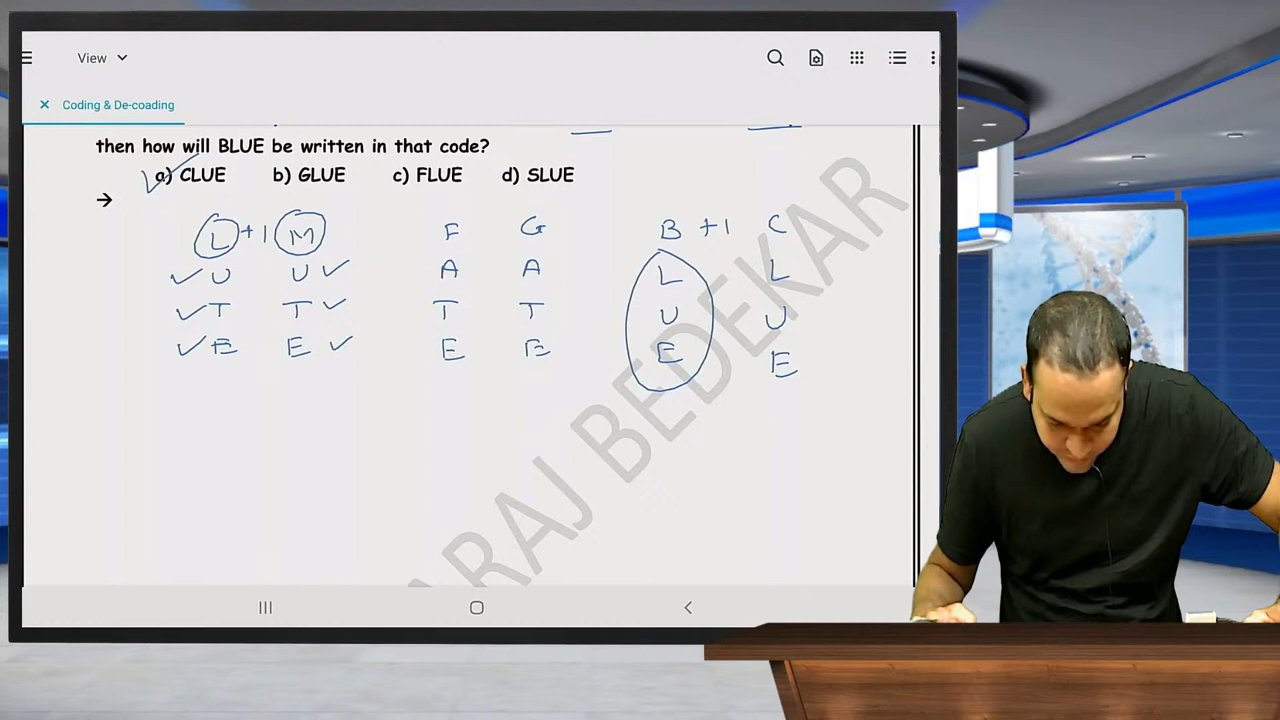 View
Coding & De-coading
then how will BLUE be written in that code?
a) CLUE b) GLUE c) FLUE d) SLUE
→
L +1 M F G B +1 C
U U A A L L
T T T T U U
E E E E E E
ARAJ BEDEKAR